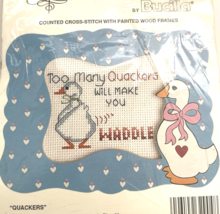 BY Bucilla
COUNTED CROSS-STITCH WITH PAINTED WOOD FRAMES
Too Many Quackers
WILL MAKE
YOU
WADDLE
"QUACKERS"